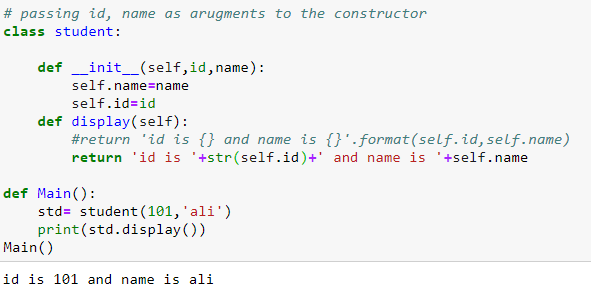 # passing id, name as arugments to the constructor
class student:

    def __init__(self,id,name):
        self.name=name
        self.id=id
    def display(self):
        #return 'id is {} and name is {}'.format(self.id,self.name)
        return 'id is '+str(self.id)+' and name is '+self.name

def Main():
    std= student(101,'ali')
    print(std.display())
Main()
id is 101 and name is ali